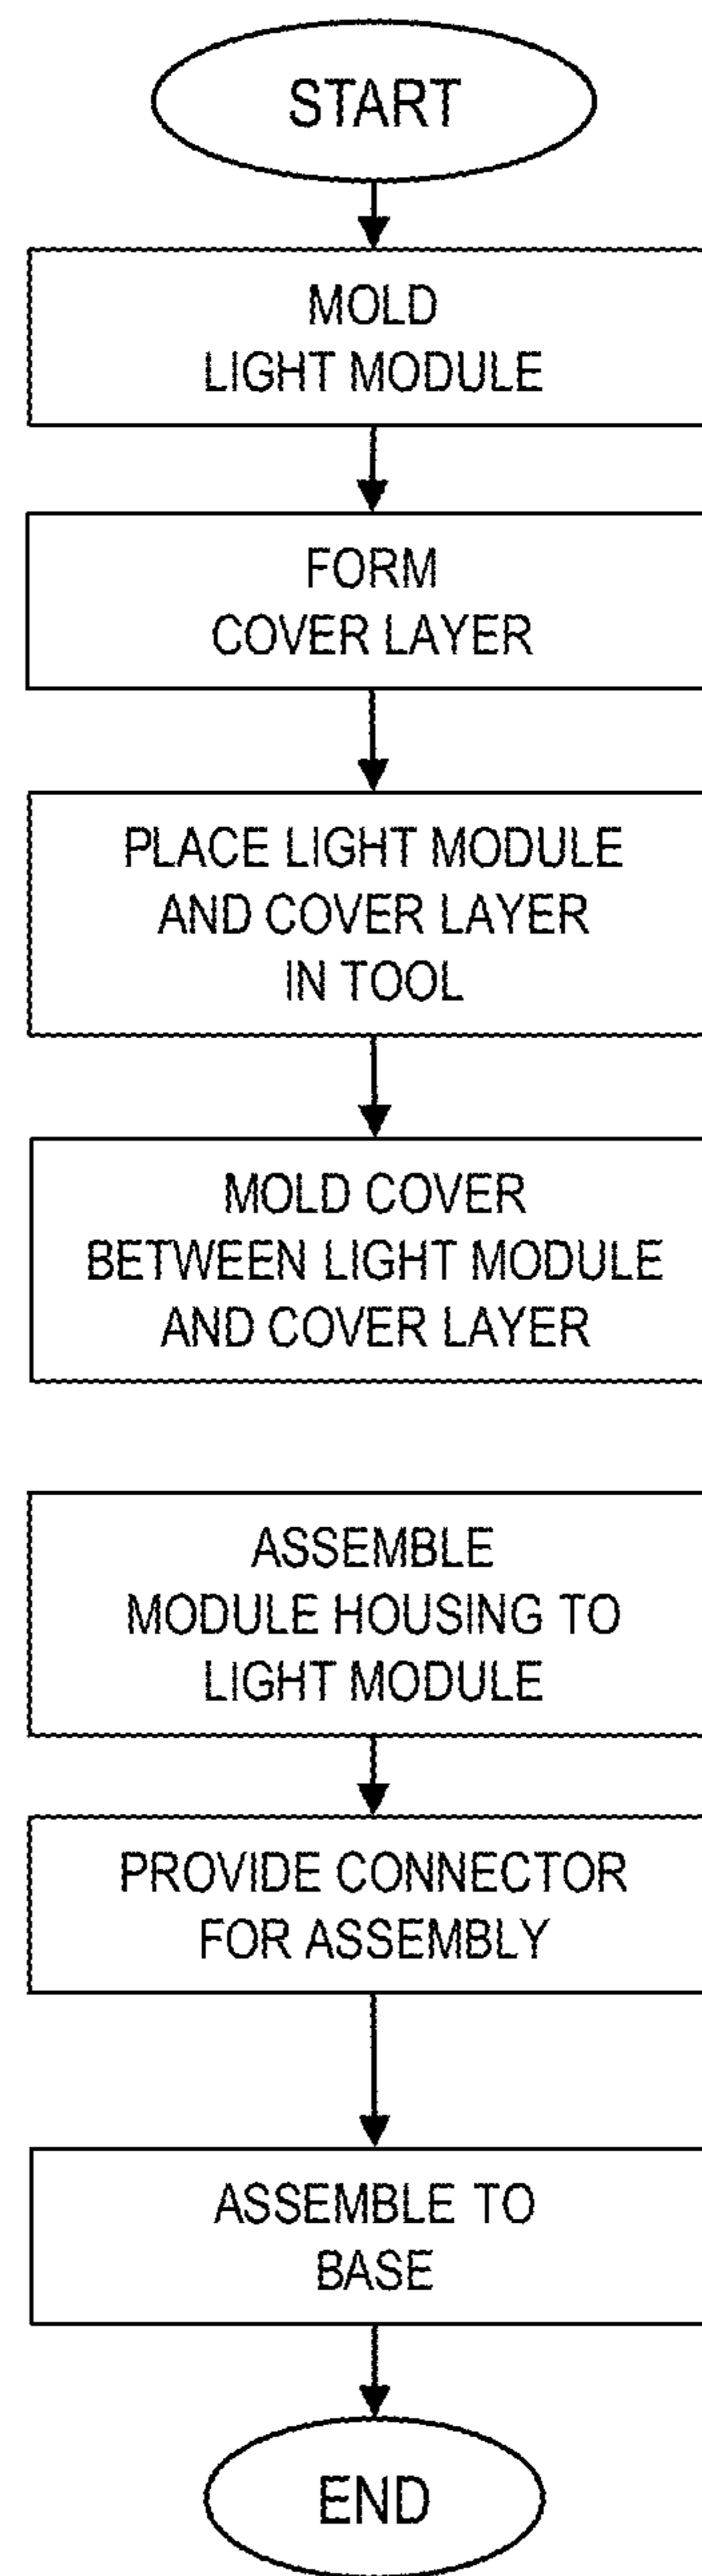 START
MOLD
LIGHT MODULE
FORM
COVER LAYER
PLACE LIGHT MODULE
AND COVER LAYER
IN TOOL
MOLD COVER
BETWEEN LIGHT MODULE
AND COVER LAYER
ASSEMBLE
MODULE HOUSING TO
LIGHT MODULE
PROVIDE CONNECTOR
FOR ASSEMBLY
ASSEMBLE TO
BASE
END